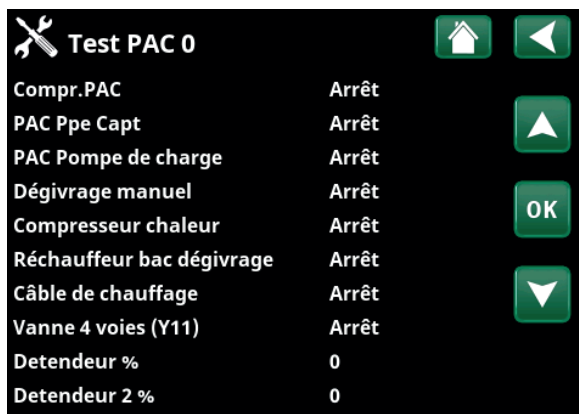 Test PAC 0
Compr.PAC Arrêt
PAC Ppe Capt Arrêt
PAC Pompe de charge Arrêt
Dégivrage manuel Arrêt
OK
Compresseur chaleur Arrêt
Réchauffeur bac dégivrage Arrêt
Câble de chauffage Arrêt
Vanne 4 voies (Y11) Arrêt
Detendeur % 0
Detendeur 2 % 0